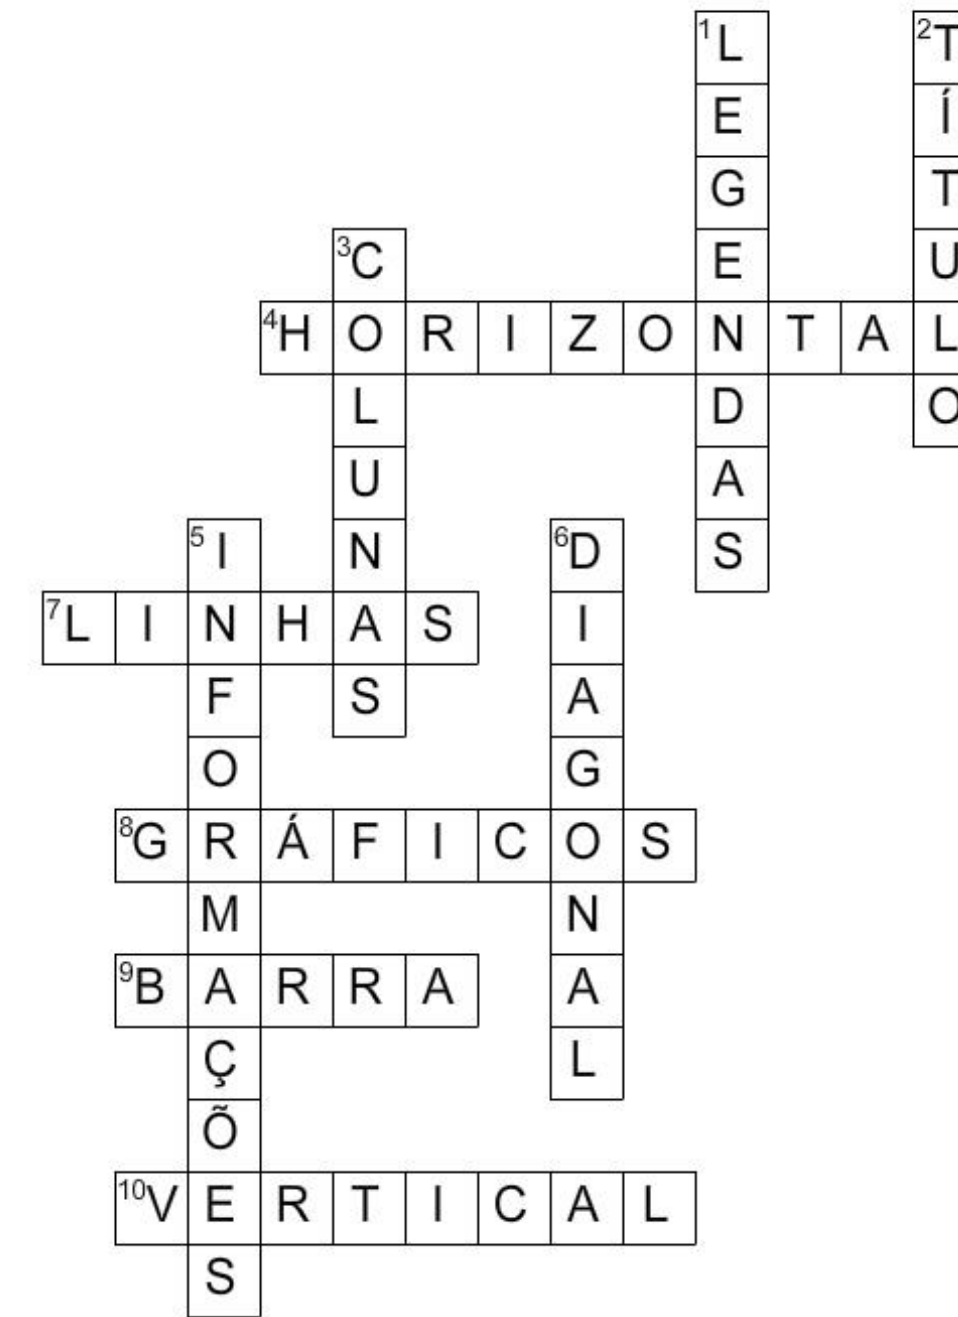 1 LEGENDAS
2 TÍTULO
3 COLUNAS
4 HORIZONTAL
5 INFORMAÇÕES
6 DIAGONAL
7 LINHAS
8 GRÁFICOS
9 BARRA
10 VERTICAL